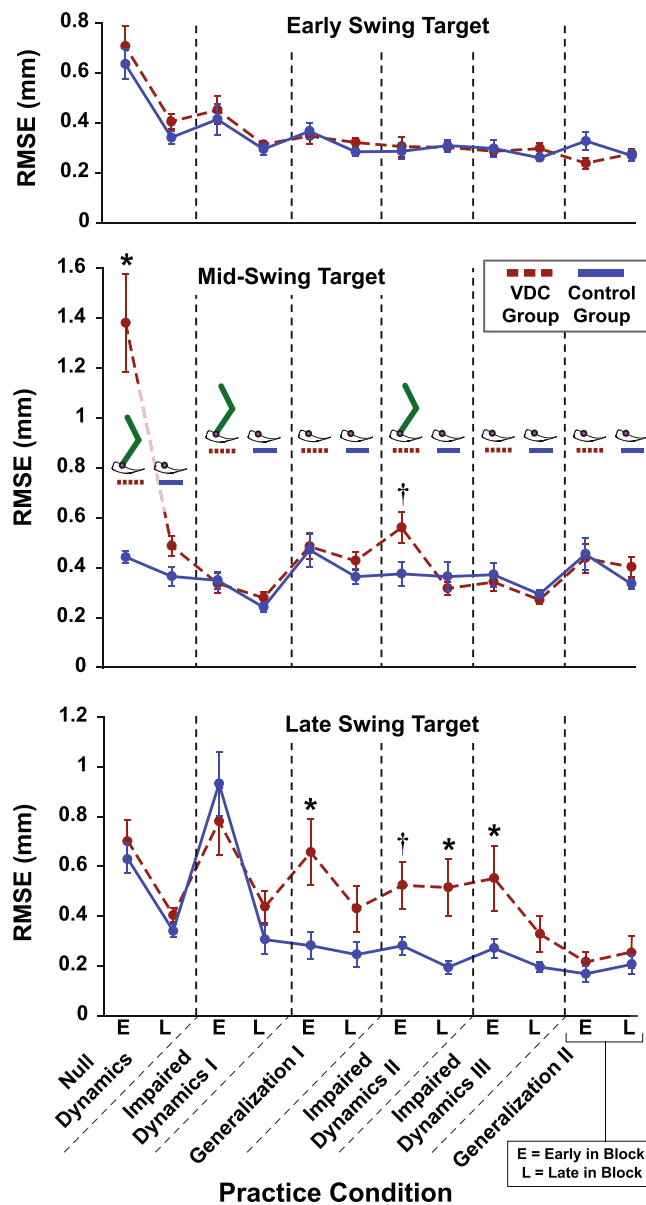 Early Swing Target
RMSE (mm)
0.8
0.6
0.4
0.2
0
Mid-Swing Target
RMSE (mm)
1.6
1.4
1.2
1
0.8
0.6
0.4
0.2
0
*
†
VDC Group
Control Group
Late Swing Target
RMSE (mm)
1.2
1
0.8
0.6
0.4
0.2
0
*
†
*
*
E L E L E L E L E L E L
Null Dynamics
Impaired Dynamics I
Generalization I
Impaired Dynamics II
Impaired Dynamics III
Generalization II
E = Early in Block
L = Late in Block
Practice Condition